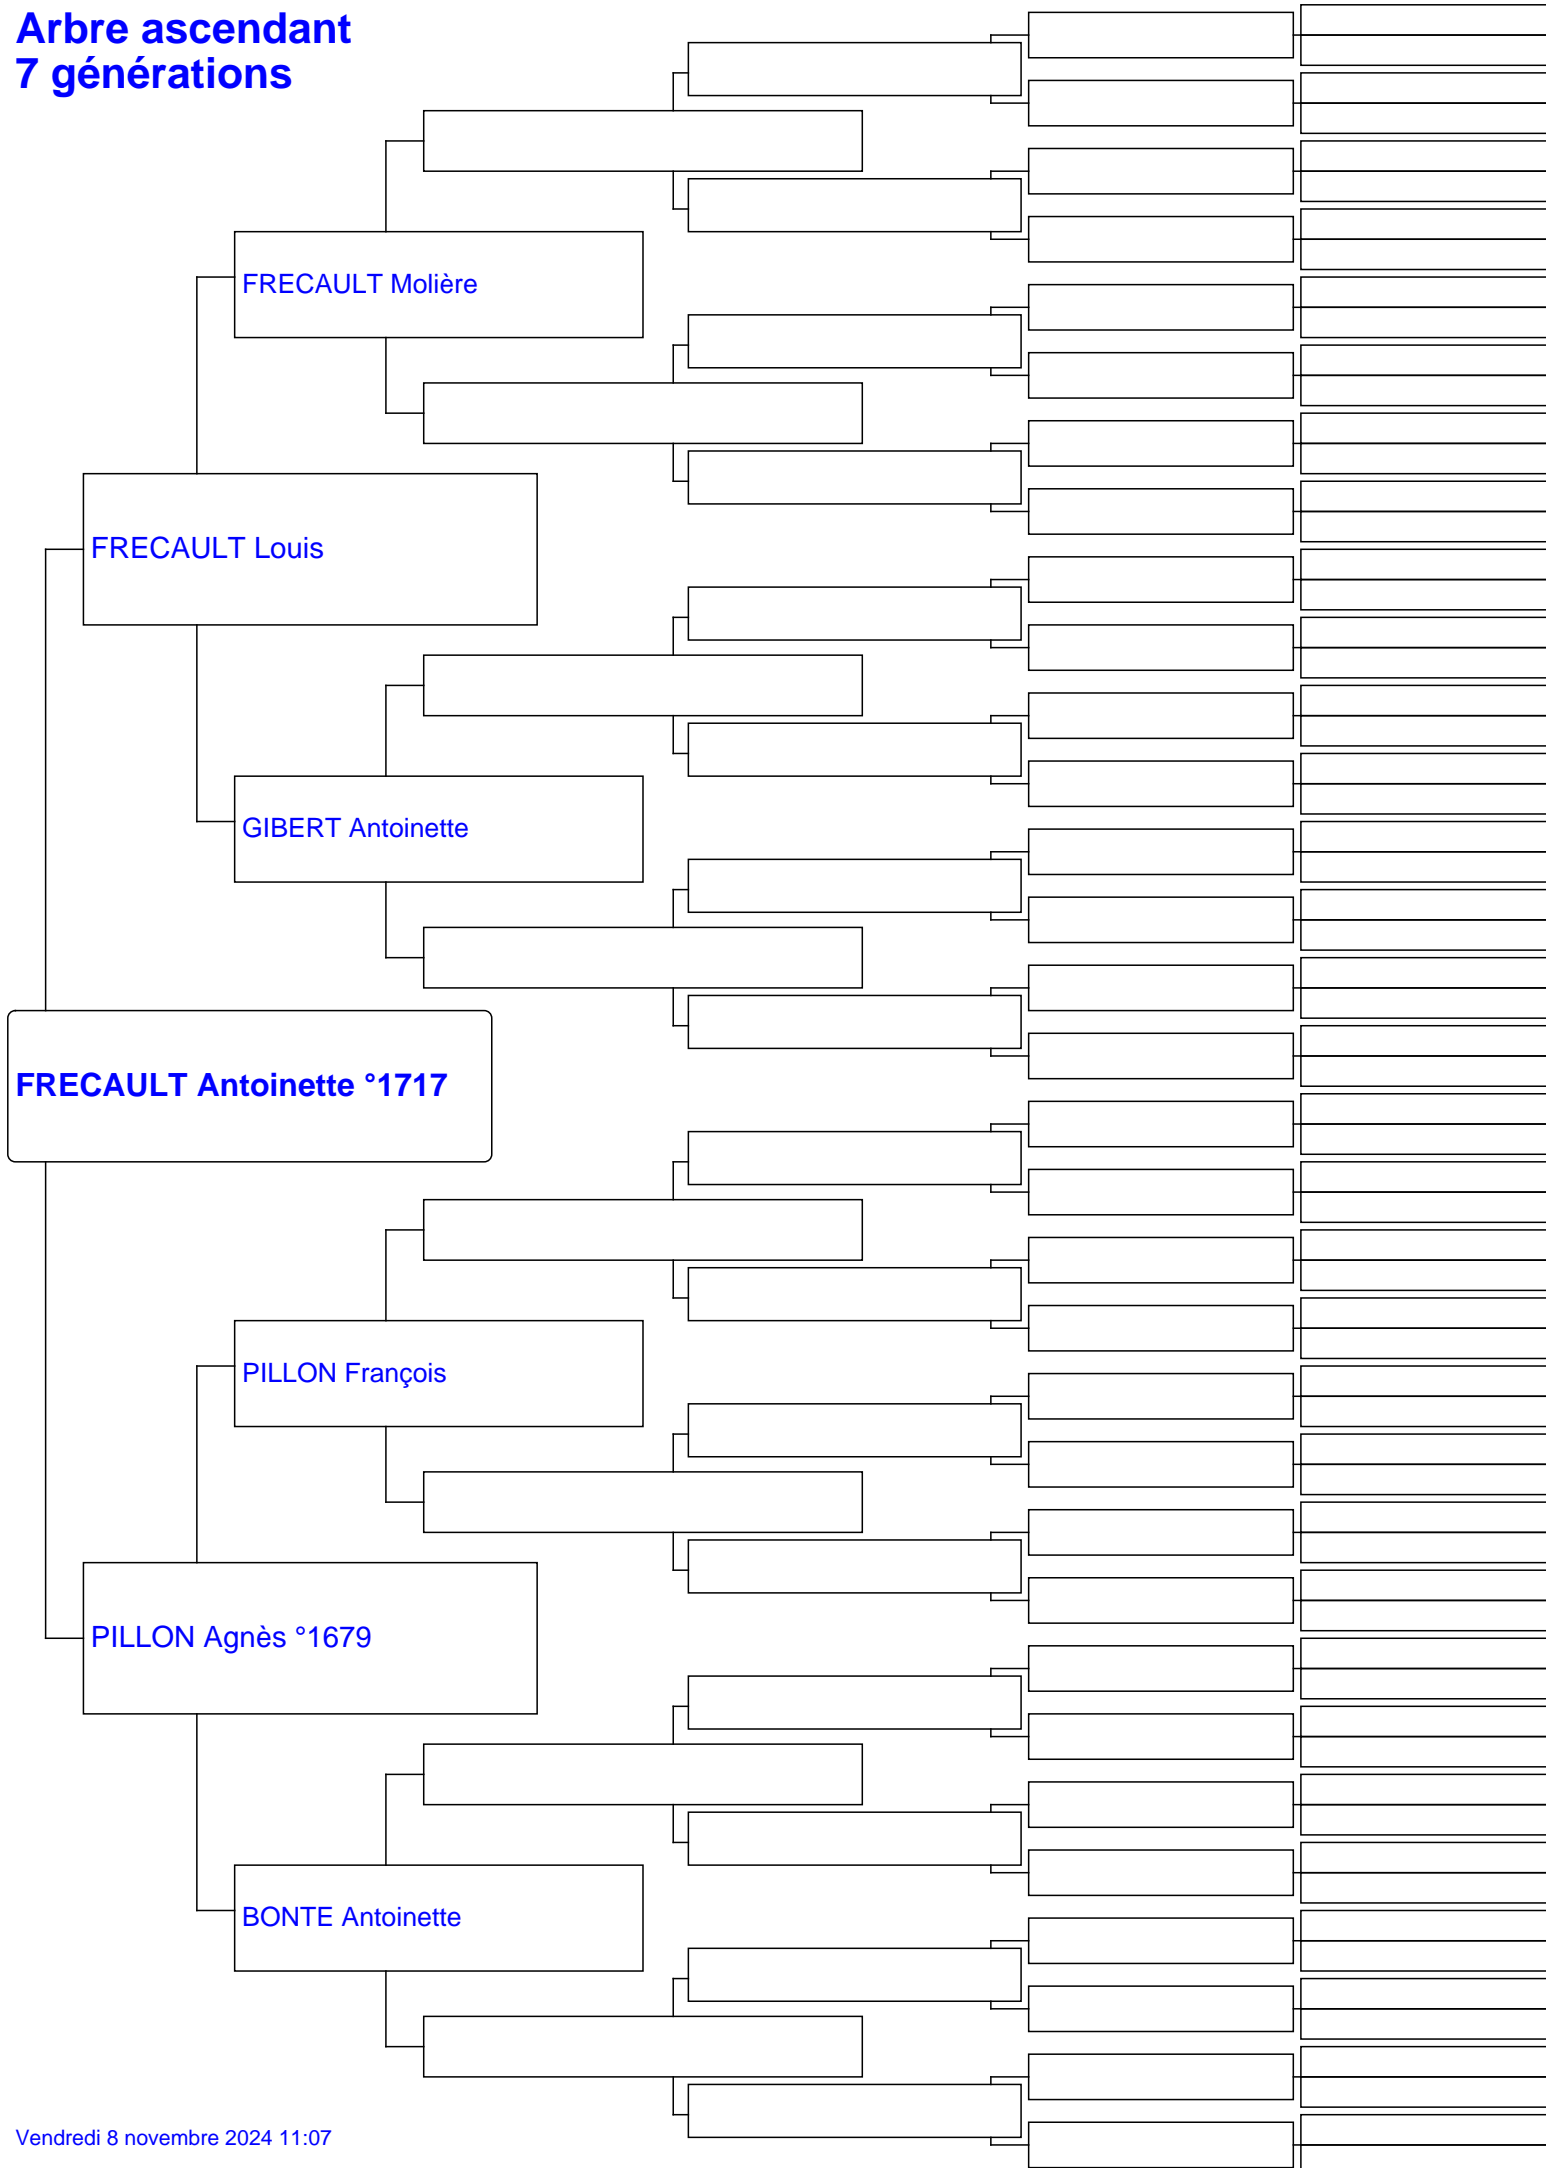 Arbre ascendant
7 générations
FRECAULT Molière
FRECAULT Louis
GIBERT Antoinette
FRECAULT Antoinette °1717
PILLON François
PILLON Agnès °1679
BONTE Antoinette
Vendredi 8 novembre 2024 11:07